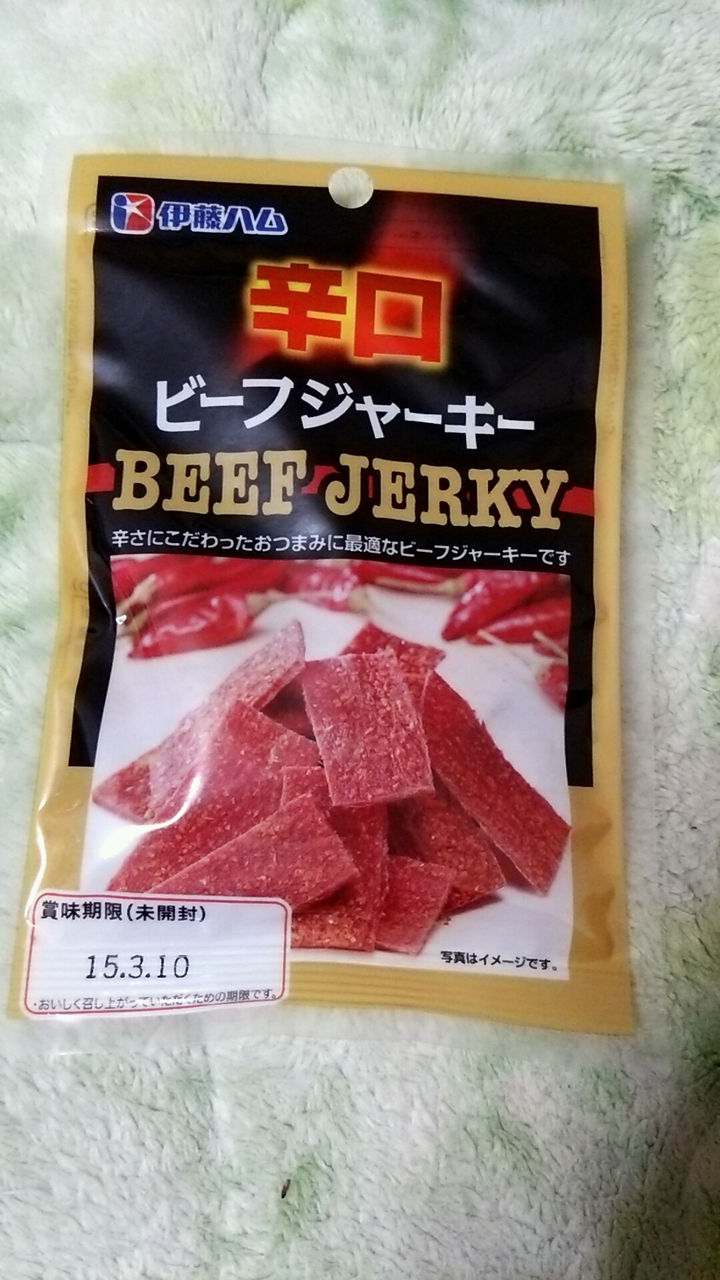 伊藤ハム
辛口
ビーフジャーキー
BEEF JERKY
辛さにこだわったおつまみに最適なビーフジャーキーです
賞味期限(未開封)
15.3.10
・おいしく召し上がっていただくための期限です。
写真はイメージです。